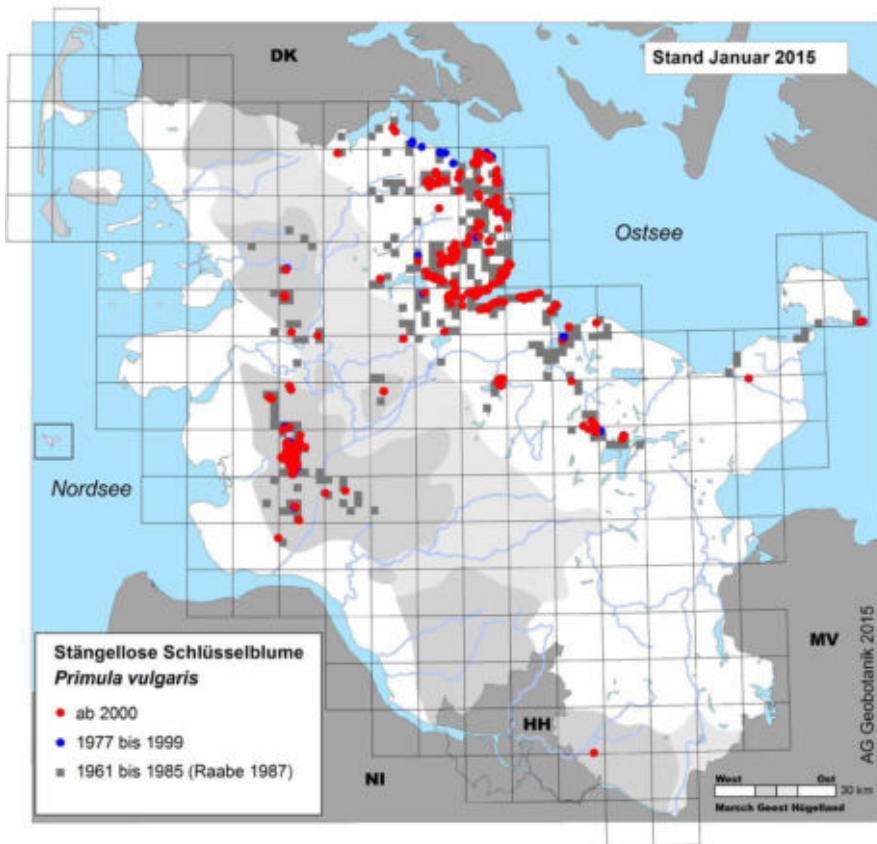 DK
Stand Januar 2015
Ostsee
Nordsee
MV
HH
NI
Stängellose Schlüsselblume
Primula vulgaris
ab 2000
1977 bis 1999
1961 bis 1985 (Raabe 1987)
West Ost
30 km
Marsch Geest Hügelland
AG Geobotanik 2015